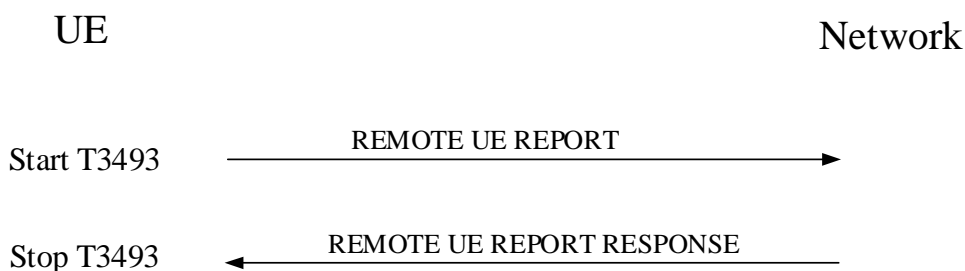 UE
Network
Start T3493
REMOTE UE REPORT
Stop T3493
REMOTE UE REPORT RESPONSE